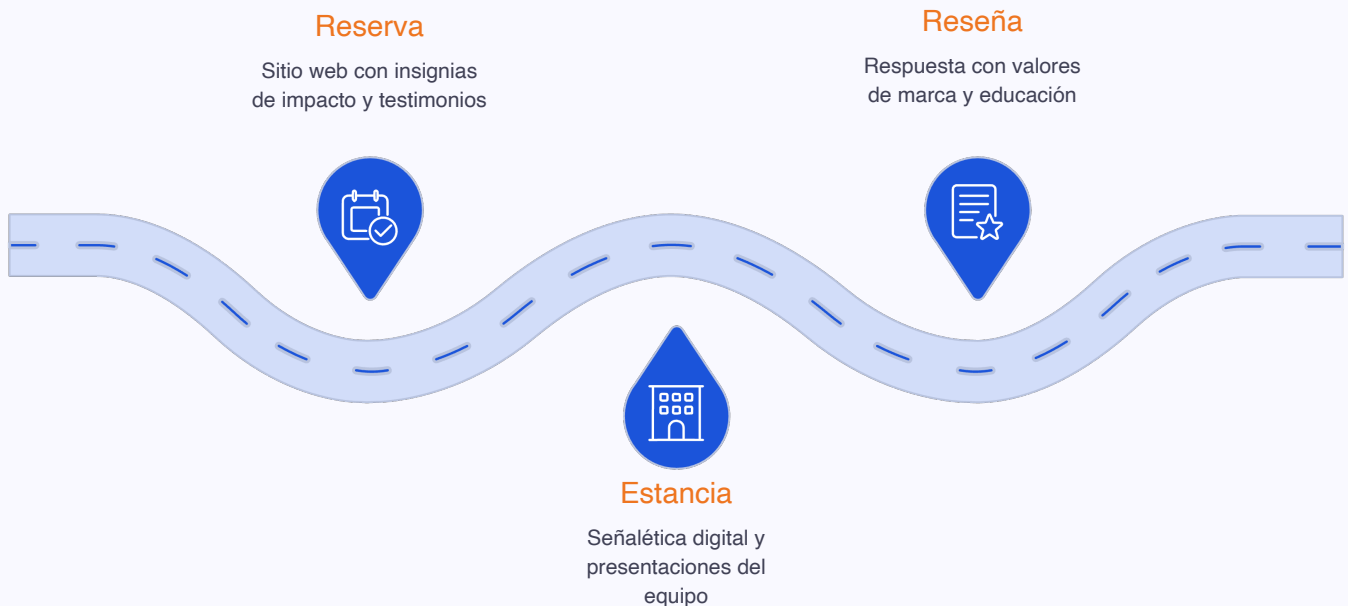 Reserva
Sitio web con insignias
de impacto y testimonios
Reseña
Respuesta con valores
de marca y educación
Estancia
Señalética digital y
presentaciones del
equipo